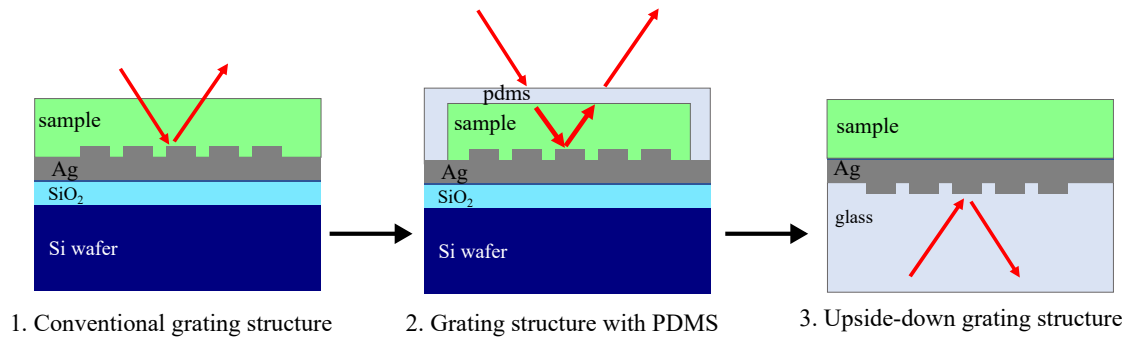 sample
Ag
SiO₂
Si wafer
1. Conventional grating structure
pdms
sample
Ag
SiO₂
Si wafer
2. Grating structure with PDMS
sample
Ag
glass
3. Upside-down grating structure